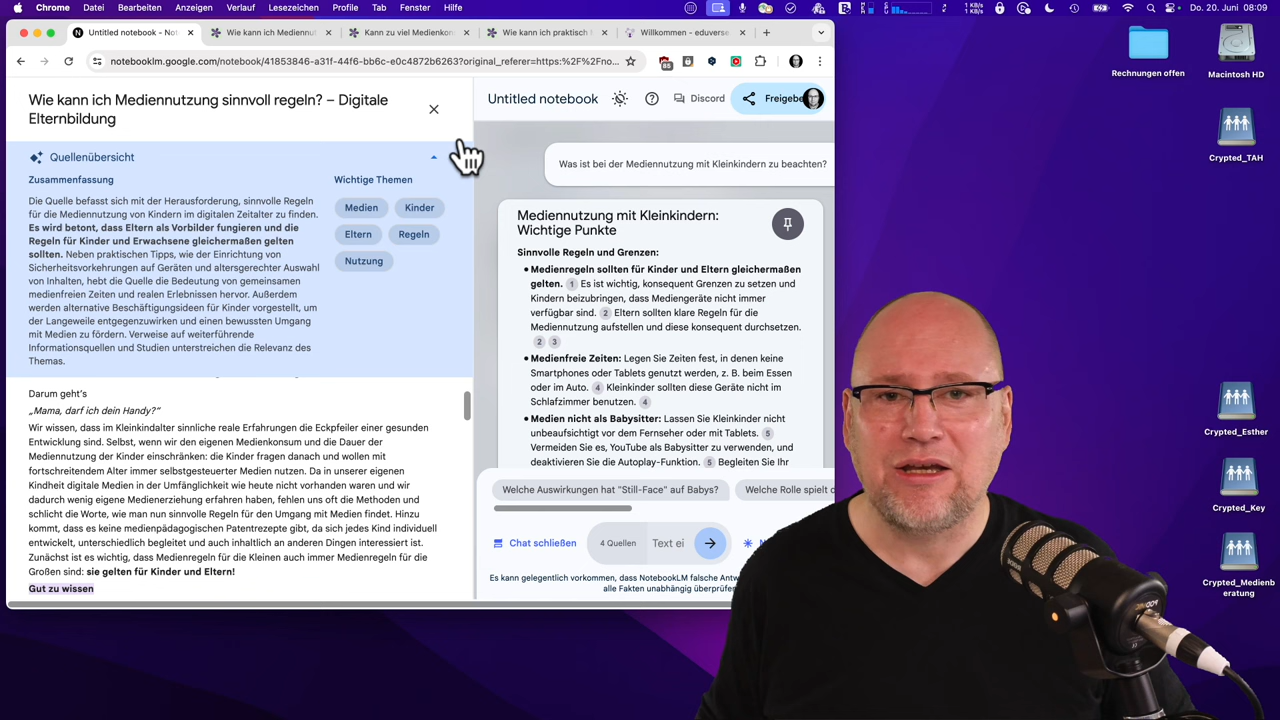 Chrome Datei Bearbeiten Anzeigen Verlauf Lesezeichen Profile Tab Fenster Hilfe
1 KB/s
0 KB/s
Do. 20. Juni 08:09
Untitled notebook - Not
Wie kann ich Mediennutz
Kann zu viel Medienkon
Wie kann ich praktisch
Willkommen - eduverse
notebooklm.google.com/notebook/41853846-a31f-44f6-bb6c-e0c4872b6263?original_referer=https:%2F%2Fno...
85
Wie kann ich Mediennutzung sinnvoll regeln? – Digitale
Elternbildung
Quellenübersicht
Zusammenfassung
Die Quelle befasst sich mit der Herausforderung, sinnvolle Regeln
für die Mediennutzung von Kindern im digitalen Zeitalter zu finden.
Es wird betont, dass Eltern als Vorbilder fungieren und die
Regeln für Kinder und Erwachsene gleichermaßen gelten
sollten. Neben praktischen Tipps, wie der Einrichtung von
Sicherheitsvorkehrungen auf Geräten und altersgerechter Auswahl
von Inhalten, hebt die Quelle die Bedeutung von gemeinsamen
medienfreien Zeiten und realen Erlebnissen hervor. Außerdem
werden alternative Beschäftigungsideen für Kinder vorgestellt, um
der Langeweile entgegenzuwirken und einen bewussten Umgang
mit Medien zu fördern. Verweise auf weiterführende
Informationsquellen und Studien unterstreichen die Relevanz des
Themas.
Wichtige Themen
Medien
Kinder
Eltern
Regeln
Nutzung
Darum geht's
„Mama, darf ich dein Handy?“
Wir wissen, dass im Kleinkindalter sinnliche reale Erfahrungen die Eckpfeiler einer gesunden
Entwicklung sind. Selbst, wenn wir den eigenen Medienkonsum und die Dauer der
Mediennutzung der Kinder einschränken: die Kinder fragen danach und wollen mit
fortschreitendem Alter immer selbstgesteuerter Medien nutzen. Da in unserer eigenen
Kindheit digitale Medien in der Umfänglichkeit wie heute nicht vorhanden waren und wir
dadurch wenig eigene Medienerziehung erfahren haben, fehlen uns oft die Methoden und
schlicht die Worte, wie man nun sinnvolle Regeln für den Umgang mit Medien findet. Hinzu
kommt, dass es keine medienpädagogischen Patentrezepte gibt, da sich jedes Kind individuell
entwickelt, unterschiedlich begleitet und auch inhaltlich an anderen Dingen interessiert ist.
Zunächst ist es wichtig, dass Medienregeln für die Kleinen auch immer Medienregeln für die
Großen sind: sie gelten für Kinder und Eltern!
Gut zu wissen
Untitled notebook
Discord
Freigebe
Was ist bei der Mediennutzung mit Kleinkindern zu beachten?
Mediennutzung mit Kleinkindern:
Wichtige Punkte
Sinnvolle Regeln und Grenzen:
• Medienregeln sollten für Kinder und Eltern gleichermaßen
gelten. 1 Es ist wichtig, konsequent Grenzen zu setzen und
Kindern beizubringen, dass Mediengeräte nicht immer
verfügbar sind. 2 Eltern sollten klare Regeln für die
Mediennutzung aufstellen und diese konsequent durchsetzen.
2 3
• Medienfreie Zeiten: Legen Sie Zeiten fest, in denen keine
Smartphones oder Tablets genutzt werden, z. B. beim Essen
oder im Auto. 4 Kleinkinder sollten diese Geräte nicht im
Schlafzimmer benutzen. 4
• Medien nicht als Babysitter: Lassen Sie Kleinkinder nicht
unbeaufsichtigt vor dem Fernseher oder mit Tablets. 5
Vermeiden Sie es, YouTube als Babysitter zu verwenden, und
deaktivieren Sie die Autoplay-Funktion. 5 Begleiten Sie Ihr
Welche Auswirkungen hat "Still-Face" auf Babys?
Welche Rolle spielt d
Chat schließen
4 Quellen
Text ei
Es kann gelegentlich vorkommen, dass NotebookLM falsche Antw
alle Fakten unabhängig überprüfe
Rechnungen offen
Macintosh HD
Crypted_TAH
Crypted_Esther
Crypted_Key
Crypted_Medienb
eratung